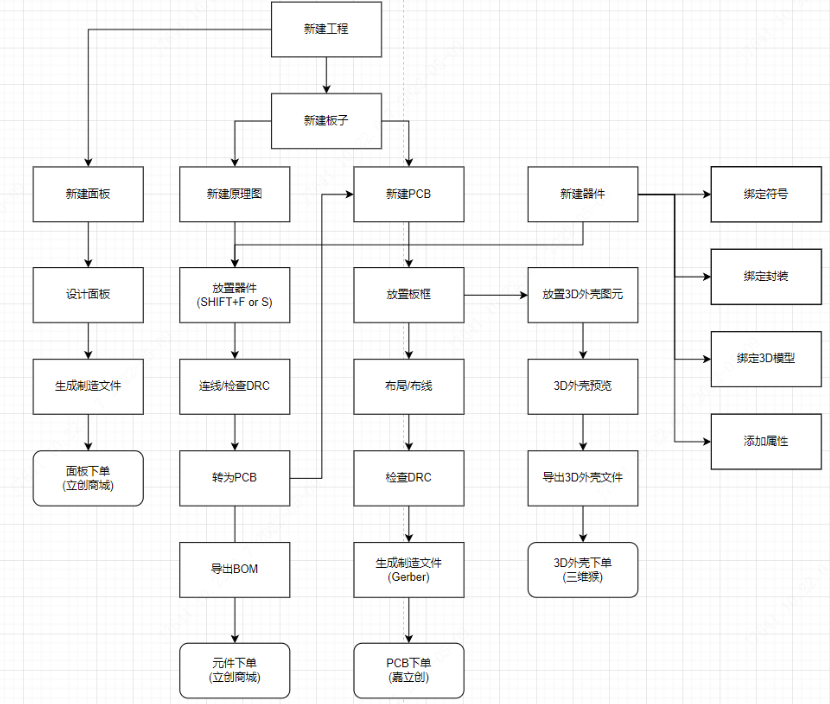 新建工程
新建板子
新建面板
新建原理图
新建PCB
新建器件
绑定符号
设计面板
放置器件
(SHIFT+F or S)
放置板框
放置3D外壳图元
绑定封装
生成制造文件
连线/检查DRC
布局/布线
3D外壳预览
绑定3D模型
添加属性
面板下单
(立创商城)
转为PCB
检查DRC
导出3D外壳文件
导出BOM
生成制造文件
(Gerber)
3D外壳下单
(三维猴)
元件下单
(立创商城)
PCB下单
(嘉立创)